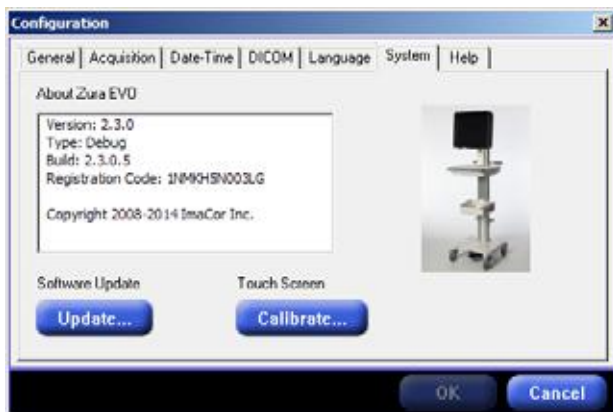 Configuration
General Acquisition Date-Time DICOM Language System Help
About Zura EVO
Version: 2.3.0
Type: Debug
Build: 2.3.0.5
Registration Code: 1NMKH5N003LG
Copyright 2008-2014 ImaCor Inc.
Software Update Touch Screen
Update... Calibrate...
OK Cancel